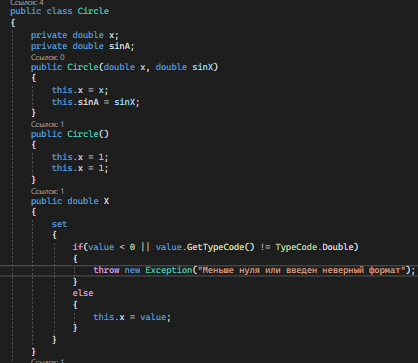 Ссылок: 4
public class Circle
{
private double x;
private double sinA;
Ссылок: 0
public Circle(double x, double sinX)
{
this.x = x;
this.sinA = sinX;
}
Ссылок: 1
public Circle()
{
this.x = 1;
this.x = 1;
}
Ссылок: 1
public double X
{
set
{
if(value < 0 || value.GetTypeCode() != TypeCode.Double)
{
throw new Exception("Меньше нуля или введен неверный формат");
}
else
{
this.x = value;
}
}
}
Ссылок: 1